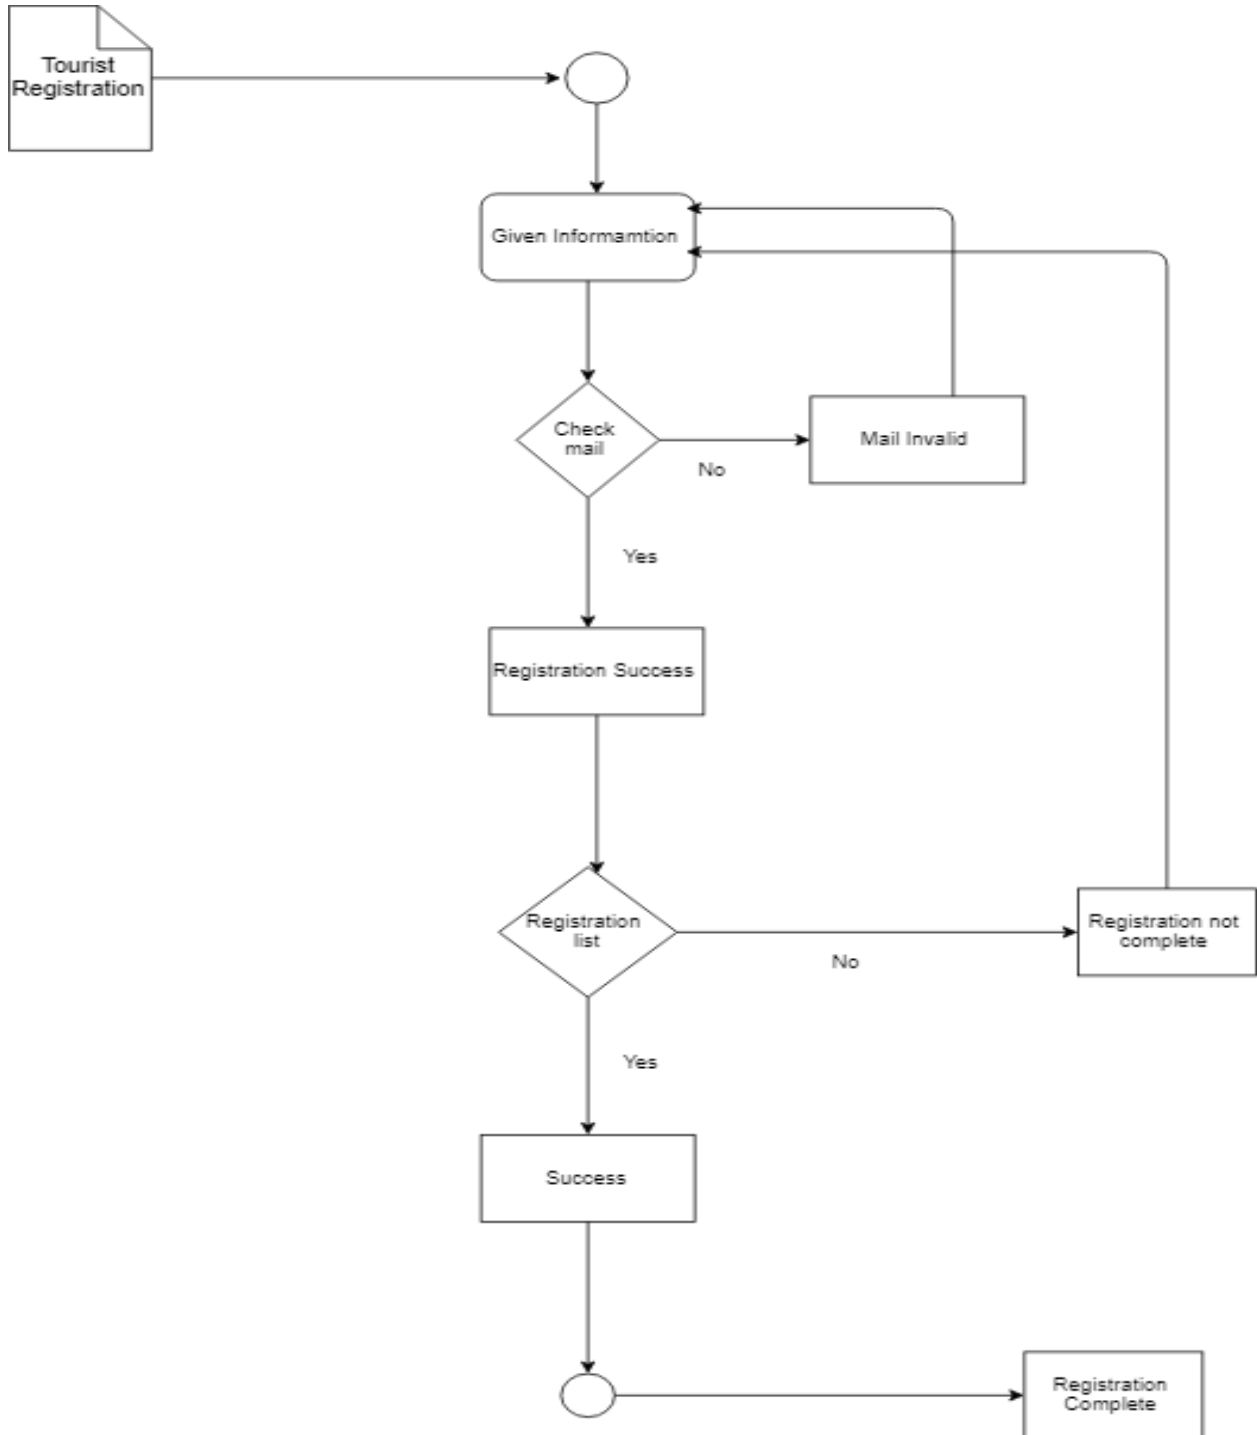 Tourist
Registration
Given Informamtion
Check
mail
No
Mail Invalid
Yes
Registration Success
Registration
list
No
Registration not
complete
Yes
Success
Registration
Complete